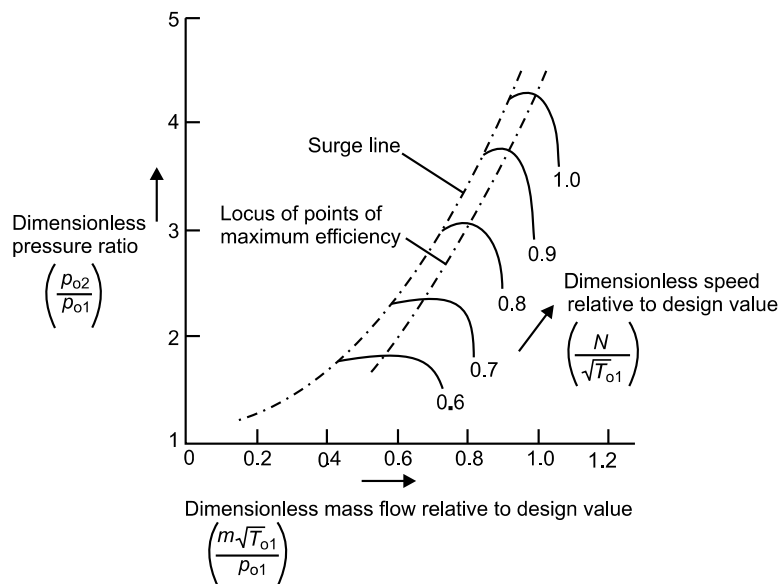 5
4
3
2
1
Surge line
Locus of points of
maximum efficiency
Dimensionless
pressure ratio
(p_o2/p_o1)
1.0
0.9
0.8
0.7
0.6
Dimensionless speed
relative to design value
(N/√T_o1)
0 0.2 04 0.6 0.8 1.0 1.2
Dimensionless mass flow relative to design value
(m√T_o1/p_o1)